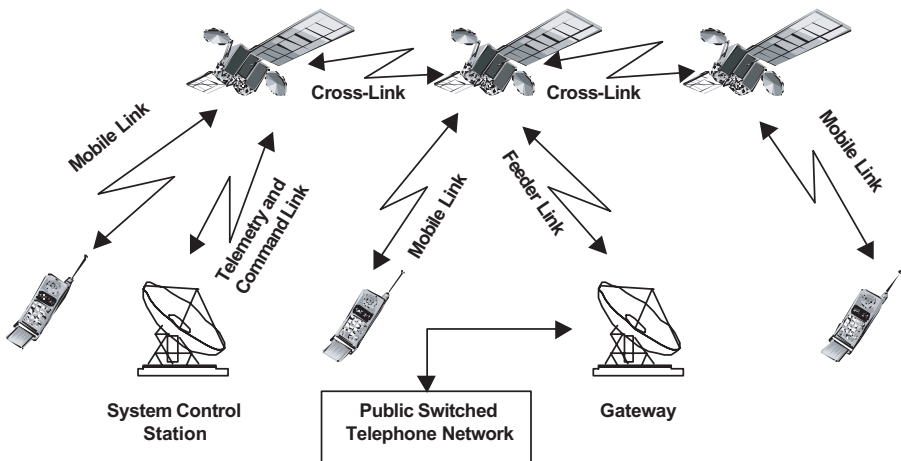 Cross-Link
Cross-Link
Mobile Link
Telemetry and
Command Link
Mobile Link
Feeder Link
Mobile Link
System Control
Station
Public Switched
Telephone Network
Gateway